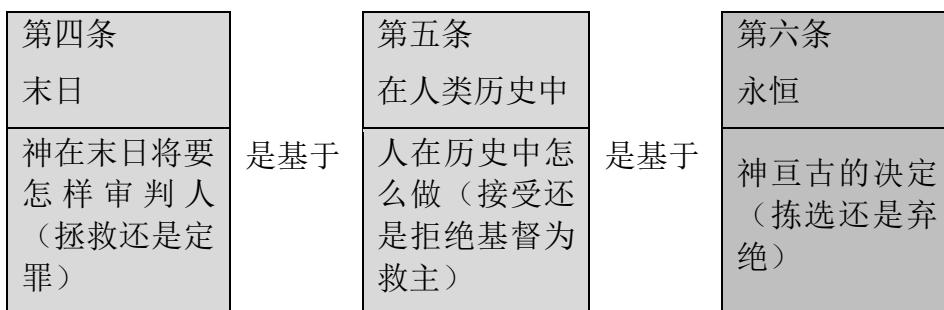 第四条
末日
神在末日将要
怎样审判人
（拯救还是定
罪）
是基于
第五条
在人类历史中
人在历史中怎
么做（接受还
是拒绝基督为
救主）
是基于
第六条
永恒
神亘古的决定
（拣选还是弃
绝）